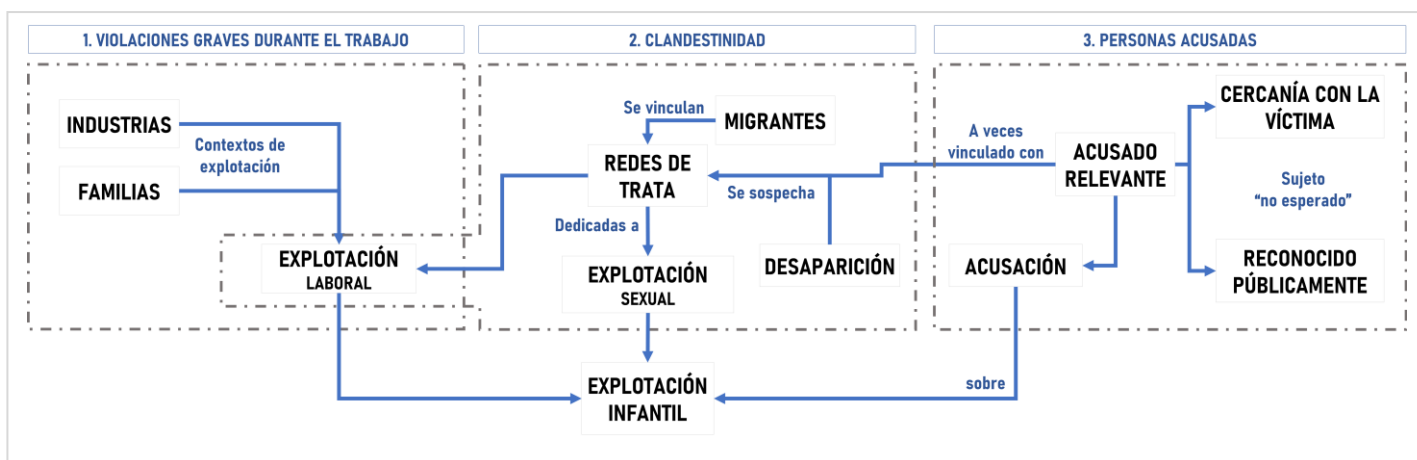 1. VIOLACIONES GRAVES DURANTE EL TRABAJO
2. CLANDESTINIDAD
3. PERSONAS ACUSADAS
INDUSTRIAS
Contextos de
explotación
FAMILIAS
EXPLOTACIÓN
LABORAL
Se vinculan
MIGRANTES
REDES DE
TRATA
Se sospecha
Dedicadas a
EXPLOTACIÓN
SEXUAL
DESAPARICIÓN
A veces
vinculado con
ACUSADO
RELEVANTE
CERCANÍA CON LA
VÍCTIMA
Sujeto
“no esperado”
ACUSACIÓN
RECONOCIDO
PÚBLICAMENTE
EXPLOTACIÓN
INFANTIL
sobre